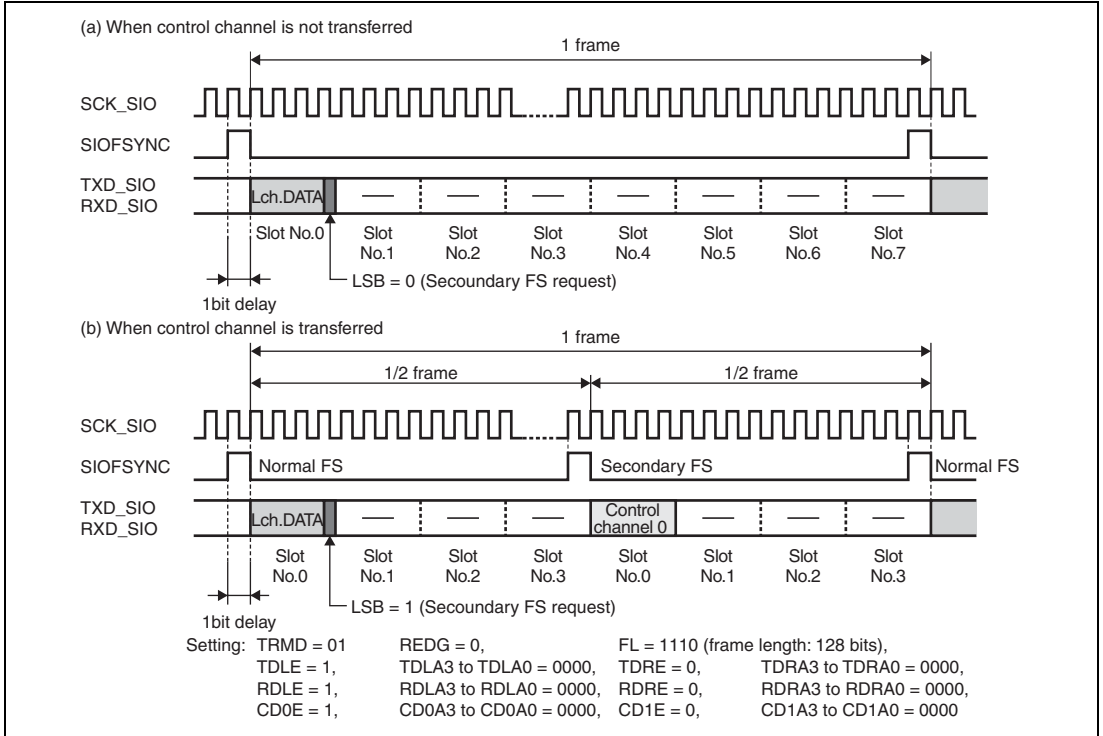 (a) When control channel is not transferred
1 frame
SCK_SIO
SIOFSYNC
TXD_SIO
RXD_SIO
Lch.DATA
Slot No.0
Slot No.1
Slot No.2
Slot No.3
Slot No.4
Slot No.5
Slot No.6
Slot No.7
LSB = 0 (Secoundary FS request)
1bit delay
(b) When control channel is transferred
1 frame
1/2 frame
1/2 frame
SCK_SIO
SIOFSYNC
Normal FS
Secondary FS
Normal FS
TXD_SIO
RXD_SIO
Lch.DATA
Control
channel 0
Slot No.0
Slot No.1
Slot No.2
Slot No.3
Slot No.0
Slot No.1
Slot No.2
Slot No.3
LSB = 1 (Secoundary FS request)
1bit delay
Setting: TRMD = 01 REDG = 0, FL = 1110 (frame length: 128 bits),
TDLE = 1, TDLA3 to TDLA0 = 0000, TDRE = 0, TDRA3 to TDRA0 = 0000,
RDLE = 1, RDLA3 to RDLA0 = 0000, RDRE = 0, RDRA3 to RDRA0 = 0000,
CD0E = 1, CD0A3 to CD0A0 = 0000, CD1E = 0, CD1A3 to CD1A0 = 0000